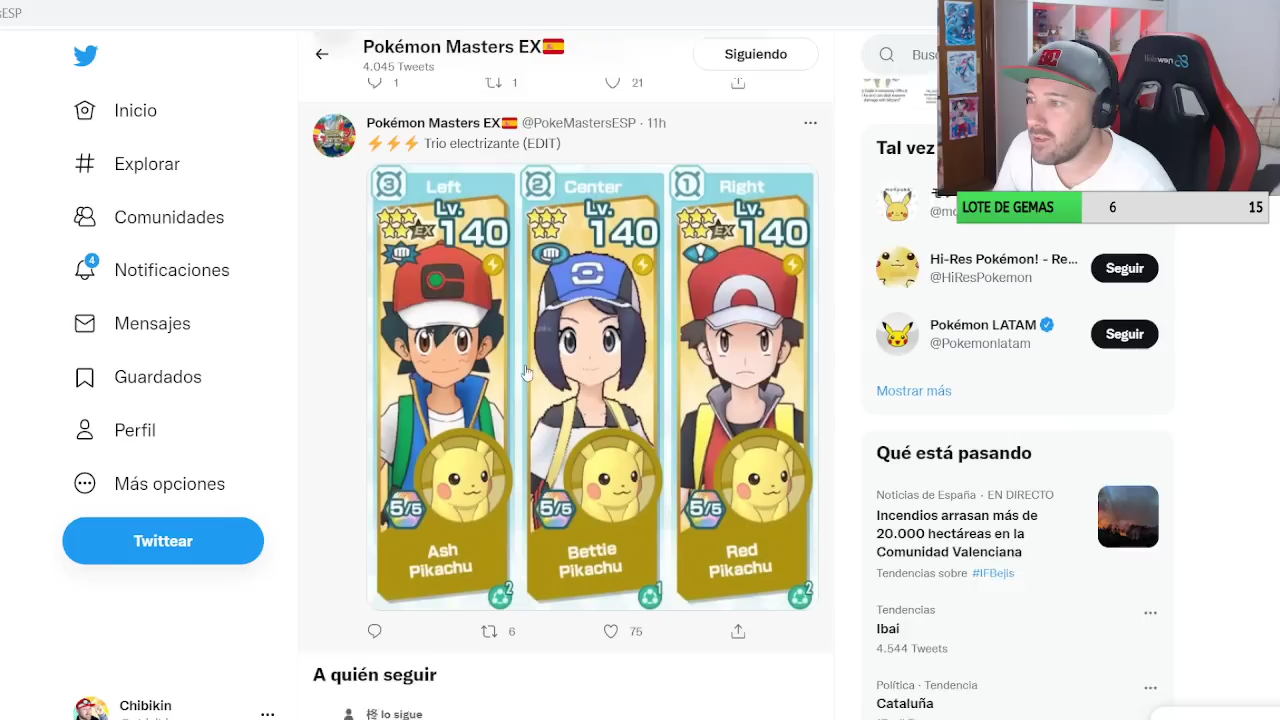 sESP
Pokémon Masters EX
4.045 Tweets
Siguiendo
1
1
21
Inicio
Explorar
Comunidades
4
Notificaciones
Mensajes
Guardados
Perfil
Más opciones
Twittear
Chibikin
Pokémon Masters EX @PokeMastersESP · 11h
Trio electrizante (EDIT)
3 Left
2 Center
1 Right
Lv. 140
Lv. 140
Lv. 140
EX
EX
5/5
5/5
5/5
Ash
Pikachu
Bettie
Pikachu
Red
Pikachu
2
1
2
6
75
A quién seguir
柊 lo sigue
Busc
Tal vez
LOTE DE GEMAS 6 15
Hi-Res Pokémon! - Re...
@HiResPokemon
Seguir
Pokémon LATAM
@Pokemonlatam
Seguir
Mostrar más
Qué está pasando
Noticias de España · EN DIRECTO
Incendios arrasan más de
20.000 hectáreas en la
Comunidad Valenciana
Tendencias sobre #IFBejis
Tendencias
Ibai
4.544 Tweets
Política · Tendencia
Cataluña